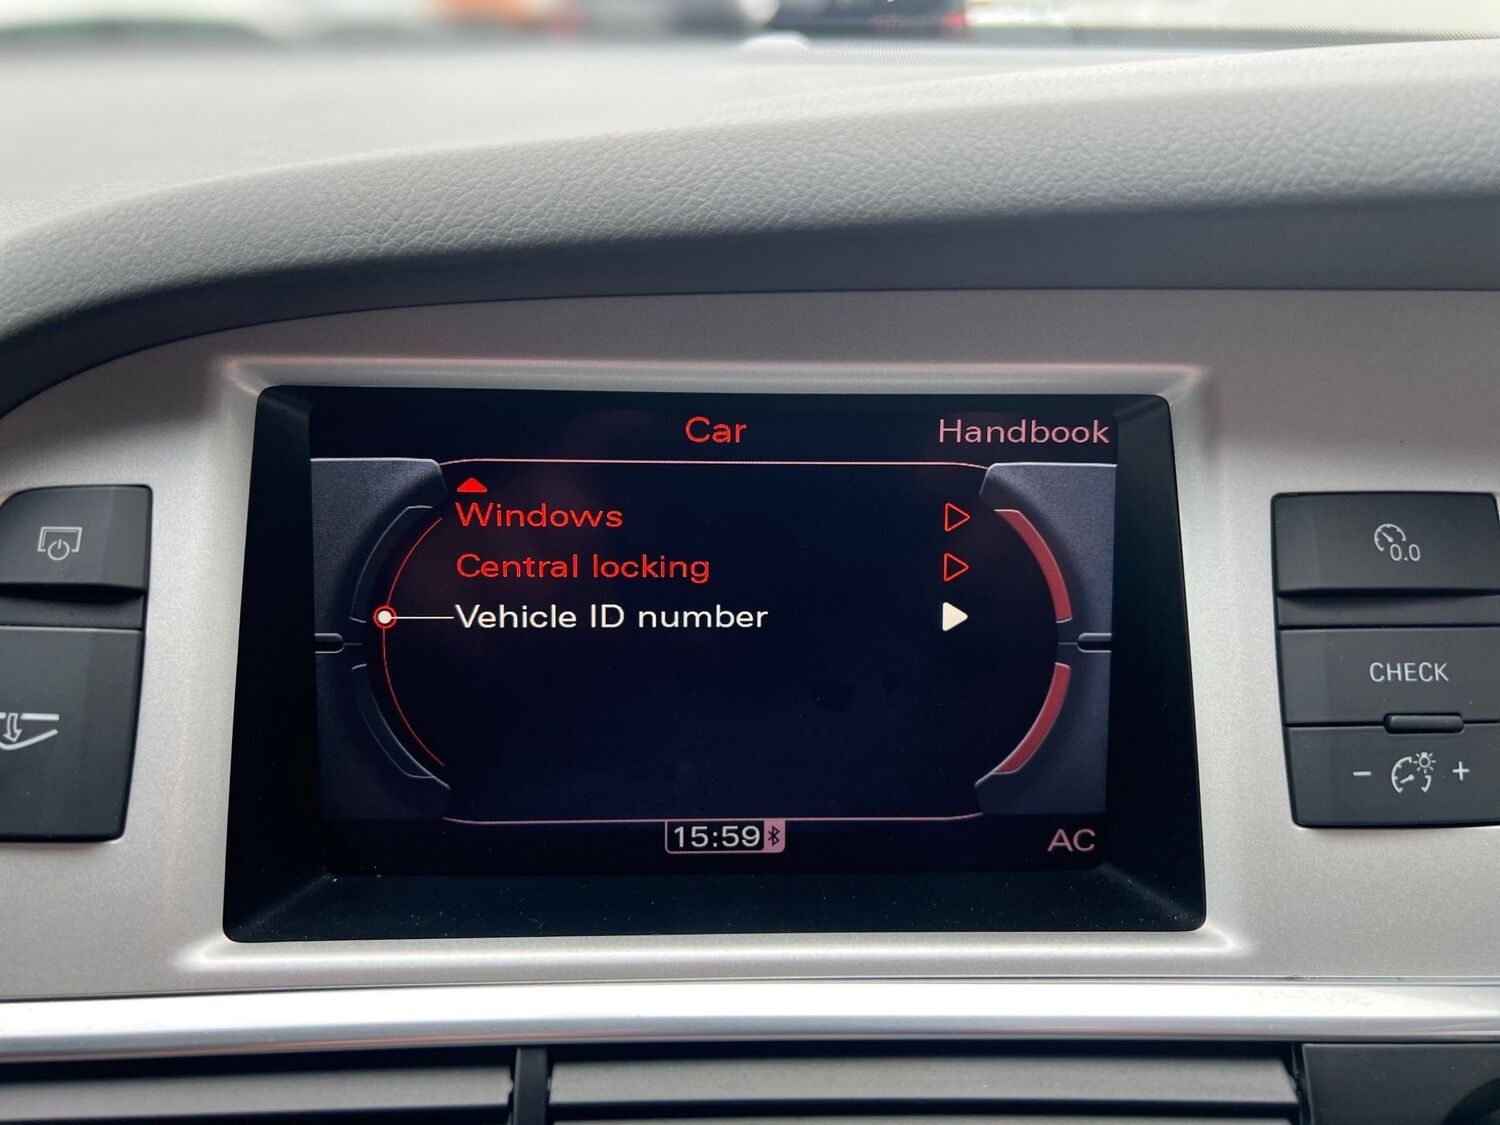 Car
Handbook
Windows
Central locking
Vehicle ID number
15:59
AC
0.0
CHECK
- +